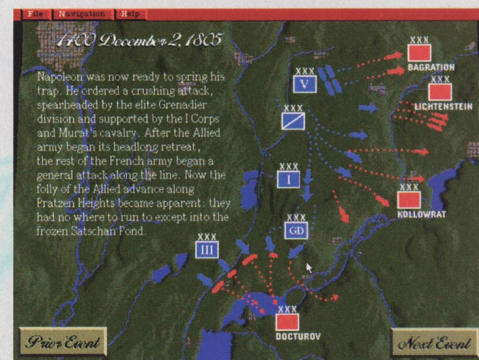 File Navigation Help
1400 December 2, 1805
Napoleon was now ready to spring his
trap. He ordered a crushing attack,
spearheaded by the elite Grenadier
division and supported by the I Corps
and Murat's cavalry. After the Allied
army began its headlong retreat,
the rest of the French army began a
general attack along the line. Now the
folly of the Allied advance along
Pratzen Heights became apparent: they
had no where to run to except into the
frozen Satschan Pond.
XXX
BAGRATION
XXX
V
XXX
LICHTENSTEIN
XXX
XXX
I
XXX
KOLLOWRAT
XXX
GD
XXX
III
XXX
DOCTUROV
Prior Event
Next Event